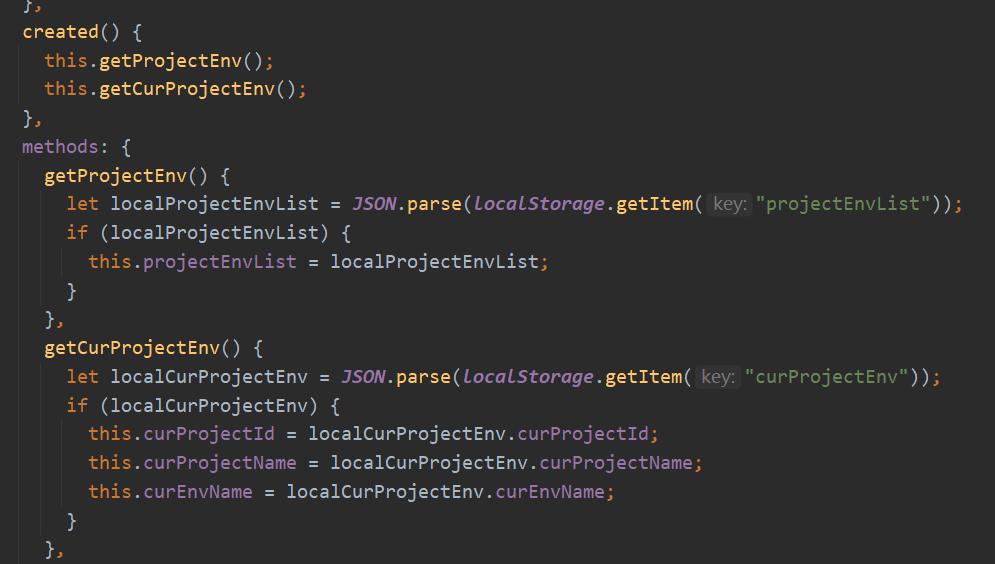 },
created() {
this.getProjectEnv();
this.getCurProjectEnv();
},
methods: {
getProjectEnv() {
let localProjectEnvList = JSON.parse(localStorage.getItem( key: "projectEnvList"));
if (localProjectEnvList) {
this.projectEnvList = localProjectEnvList;
}
},
getCurProjectEnv() {
let localCurProjectEnv = JSON.parse(localStorage.getItem( key: "curProjectEnv"));
if (localCurProjectEnv) {
this.curProjectId = localCurProjectEnv.curProjectId;
this.curProjectName = localCurProjectEnv.curProjectName;
this.curEnvName = localCurProjectEnv.curEnvName;
}
},